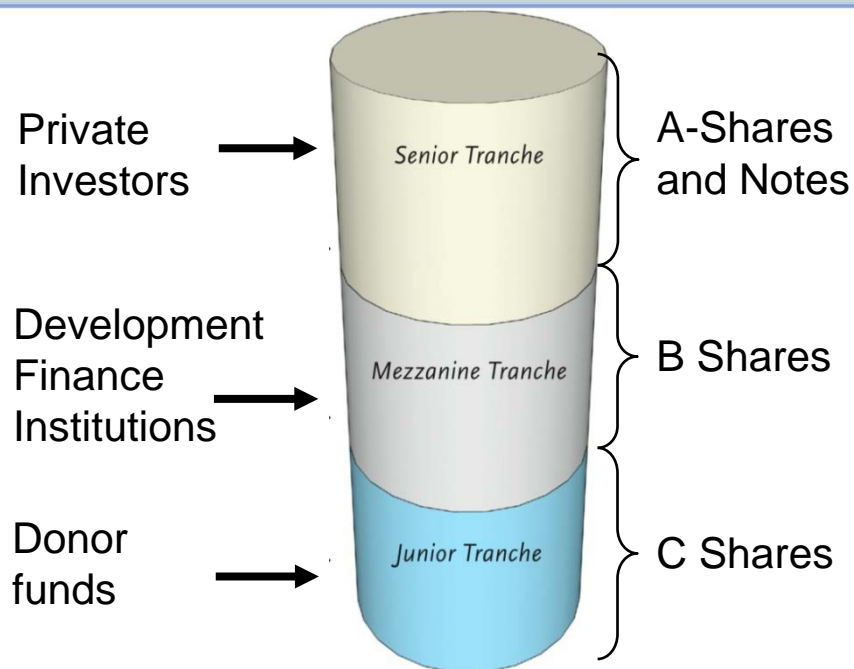 Private
Investors
Senior Tranche
A-Shares
and Notes
Development
Finance
Institutions
Mezzanine Tranche
B Shares
Donor
funds
Junior Tranche
C Shares